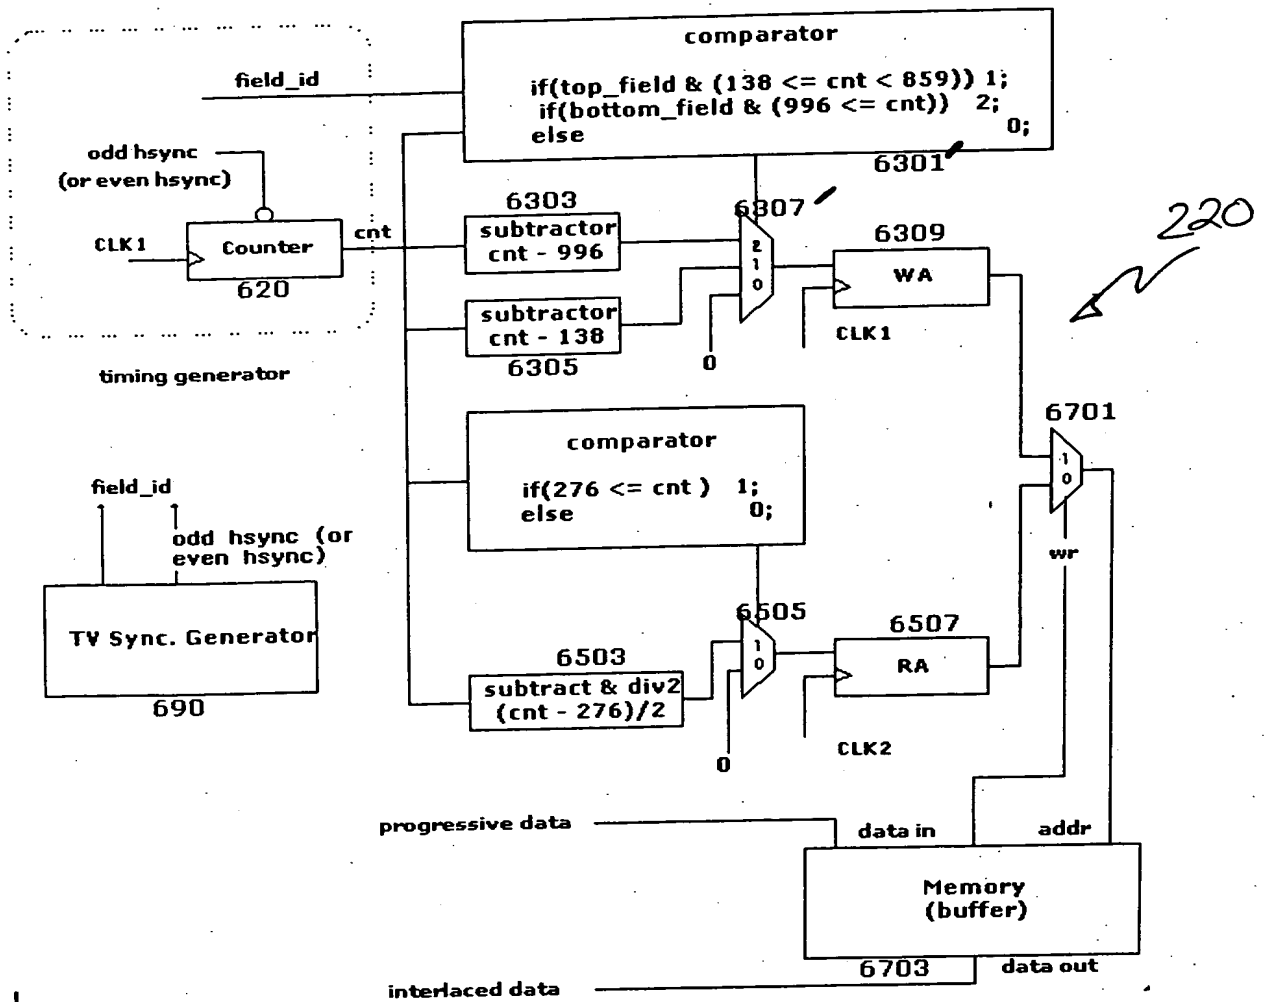 comparator
field_id
if(top_field & (138 <= cnt < 859)) 1;
if(bottom_field & (996 <= cnt)) 2;
else 0;
6301
odd hsync
(or even hsync)
CLK1
Counter
620
cnt
timing generator
6303
subtractor
cnt - 996
subtractor
cnt - 138
6305
6307
2
1
0
0
6309
WA
CLK1
220
comparator
if(276 <= cnt ) 1;
else 0;
6701
1
0
wr
field_id
odd hsync (or
even hsync)
TV Sync. Generator
690
6503
subtract & div2
(cnt - 276)/2
6505
1
0
0
6507
RA
CLK2
progressive data
data in
addr
Memory
(buffer)
6703
data out
interlaced data